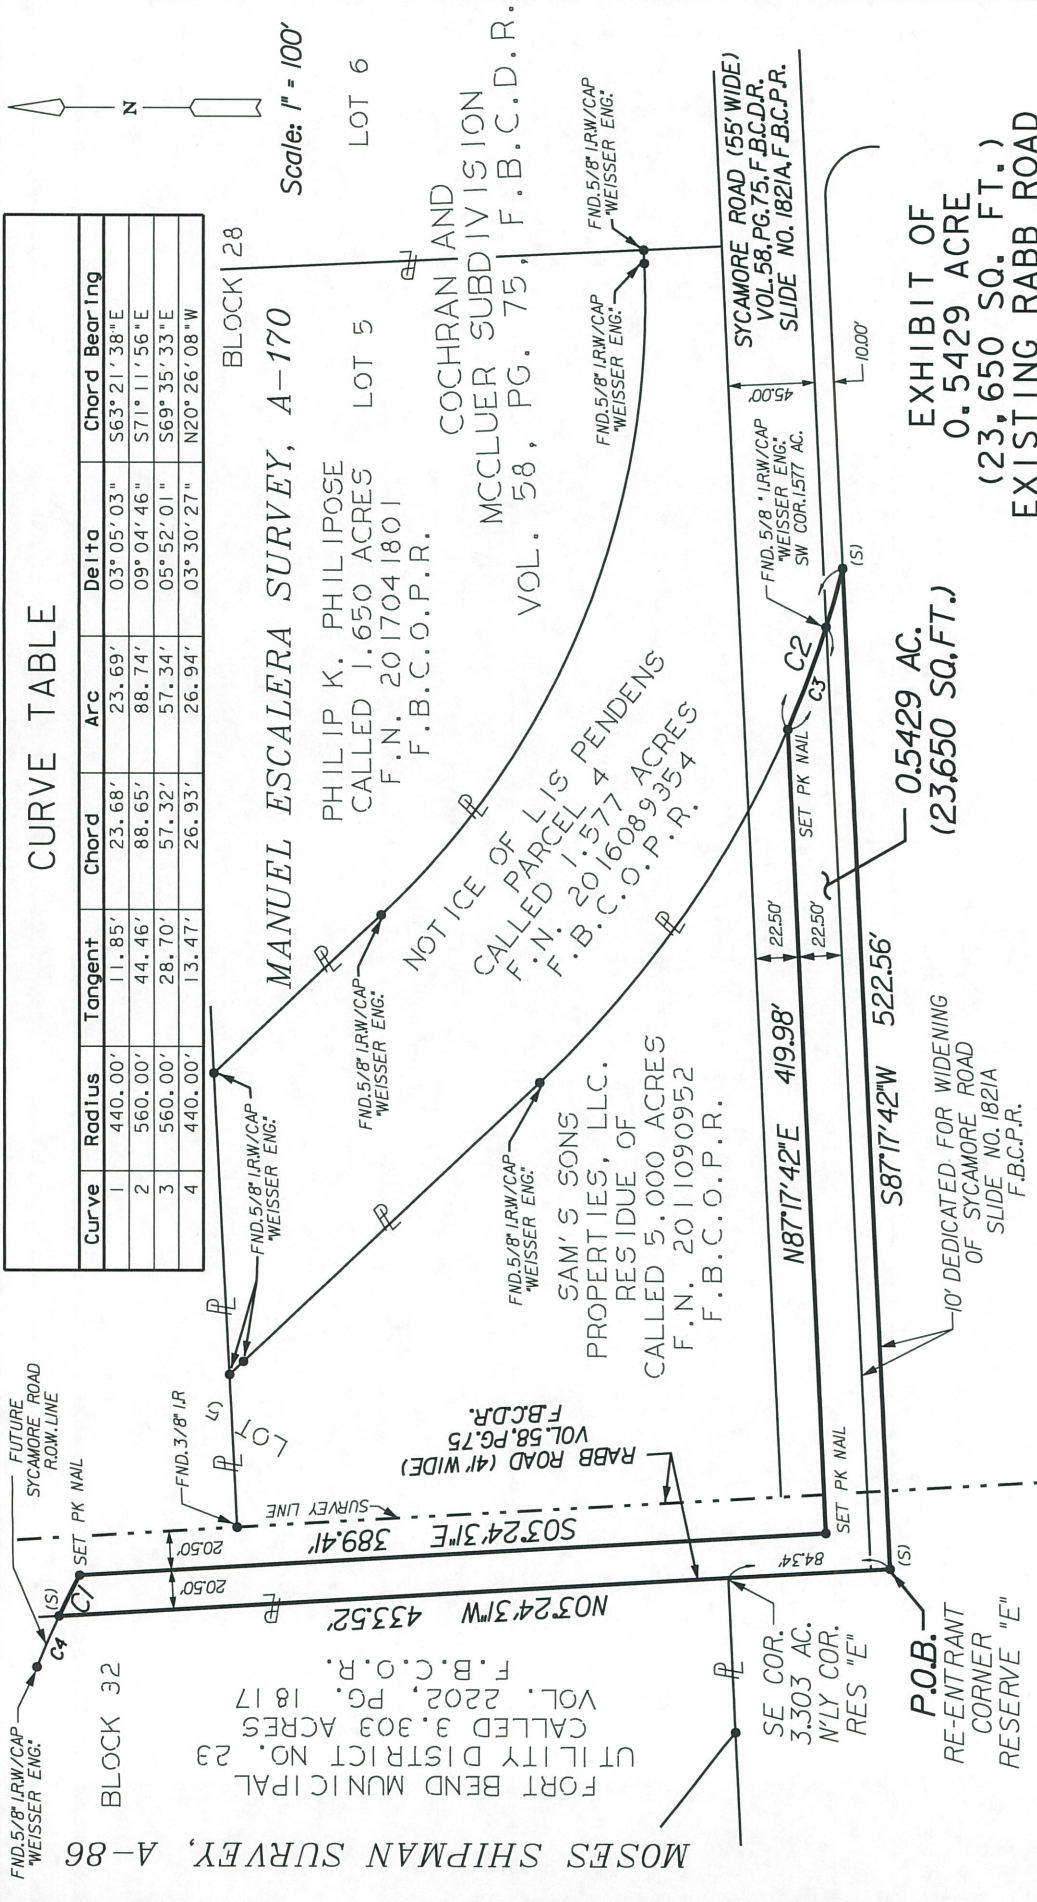 CURVE TABLE
Curve Radius Tangent Chord Arc Delta Chord Bearing
1 440.00' 11.85' 23.68' 23.69' 03°05'03" S63°21'38"E
2 560.00' 44.46' 88.65' 88.74' 09°04'46" S71°11'56"E
3 560.00' 28.70' 57.32' 57.34' 05°52'01" S69°35'33"E
4 440.00' 13.47' 26.93' 26.94' 03°30'27" N20°26'08"W
N
Scale: 1" = 100'
FUTURE
SYCAMORE ROAD
R.O.W. LINE
FND.5/8" I.R.W/CAP
"WEISSER ENG."
(S)
C4
C1
SET PK NAIL
BLOCK 32
FND.3/8" I.R
LOT 5
FND.5/8" I.R.W/CAP
"WEISSER ENG."
MANUEL ESCALERA SURVEY, A-170
BLOCK 28
LOT 5
LOT 6
PHILIP K. PHILIPOSE
CALLED 1.650 ACRES
F.N. 2017041801
F.B.C.O.P.R.
COCHRAN AND
MCCLUER SUBDIVISION
VOL. 58, PG. 75, F.B.C.D.R.
FND.5/8" I.R.W/CAP
"WEISSER ENG."
FND.5/8" I.R.W/CAP
"WEISSER ENG."
FND.5/8" I.R.W/CAP
"WEISSER ENG."
NOTICE OF LIS PENDENS
PARCEL 4
CALLED 1.577 ACRES
F.N. 2016089354
F.B.C.O.P.R.
FND.5/8" I.R.W/CAP
"WEISSER ENG."
SAM'S SONS
PROPERTIES, LLC.
RESIDUE OF
CALLED 5.000 ACRES
F.N. 2011090952
F.B.C.O.P.R.
20.50'
20.50'
SURVEY LINE
S03°24'31"E 389.41'
N03°24'31"W 433.52'
RABB ROAD (41' WIDE)
VOL.58,PG.75
F.B.C.D.R.
FORT BEND MUNICIPAL
UTILITY DISTRICT NO. 23
CALLED 3.303 ACRES
VOL. 2202, PG. 1817
F.B.C.O.R.
MOSES SHIPMAN SURVEY, A-86
SE COR.
3.303 AC.
N'LY COR.
RES "E"
84.34'
SET PK NAIL
(S)
P.O.B.
RE-ENTRANT
CORNER
RESERVE "E"
N87°17'42"E 419.98'
S87°17'42"W 522.56'
22.50'
22.50'
SET PK NAIL
C2
C3
(S)
FND.5/8" I.R.W/CAP
"WEISSER ENG."
SW COR.1.577 AC.
45.00'
10.00'
SYCAMORE ROAD (55' WIDE)
VOL.58,PG.75,F.B.C.D.R.
SLIDE NO. 1821A,F.B.C.P.R.
10' DEDICATED FOR WIDENING
OF SYCAMORE ROAD
SLIDE NO. 1821A
F.B.C.P.R.
0.5429 AC.
(23,650 SQ.FT.)
EXHIBIT OF
0.5429 ACRE
(23,650 SQ. FT.)
EXISTING RABB ROAD